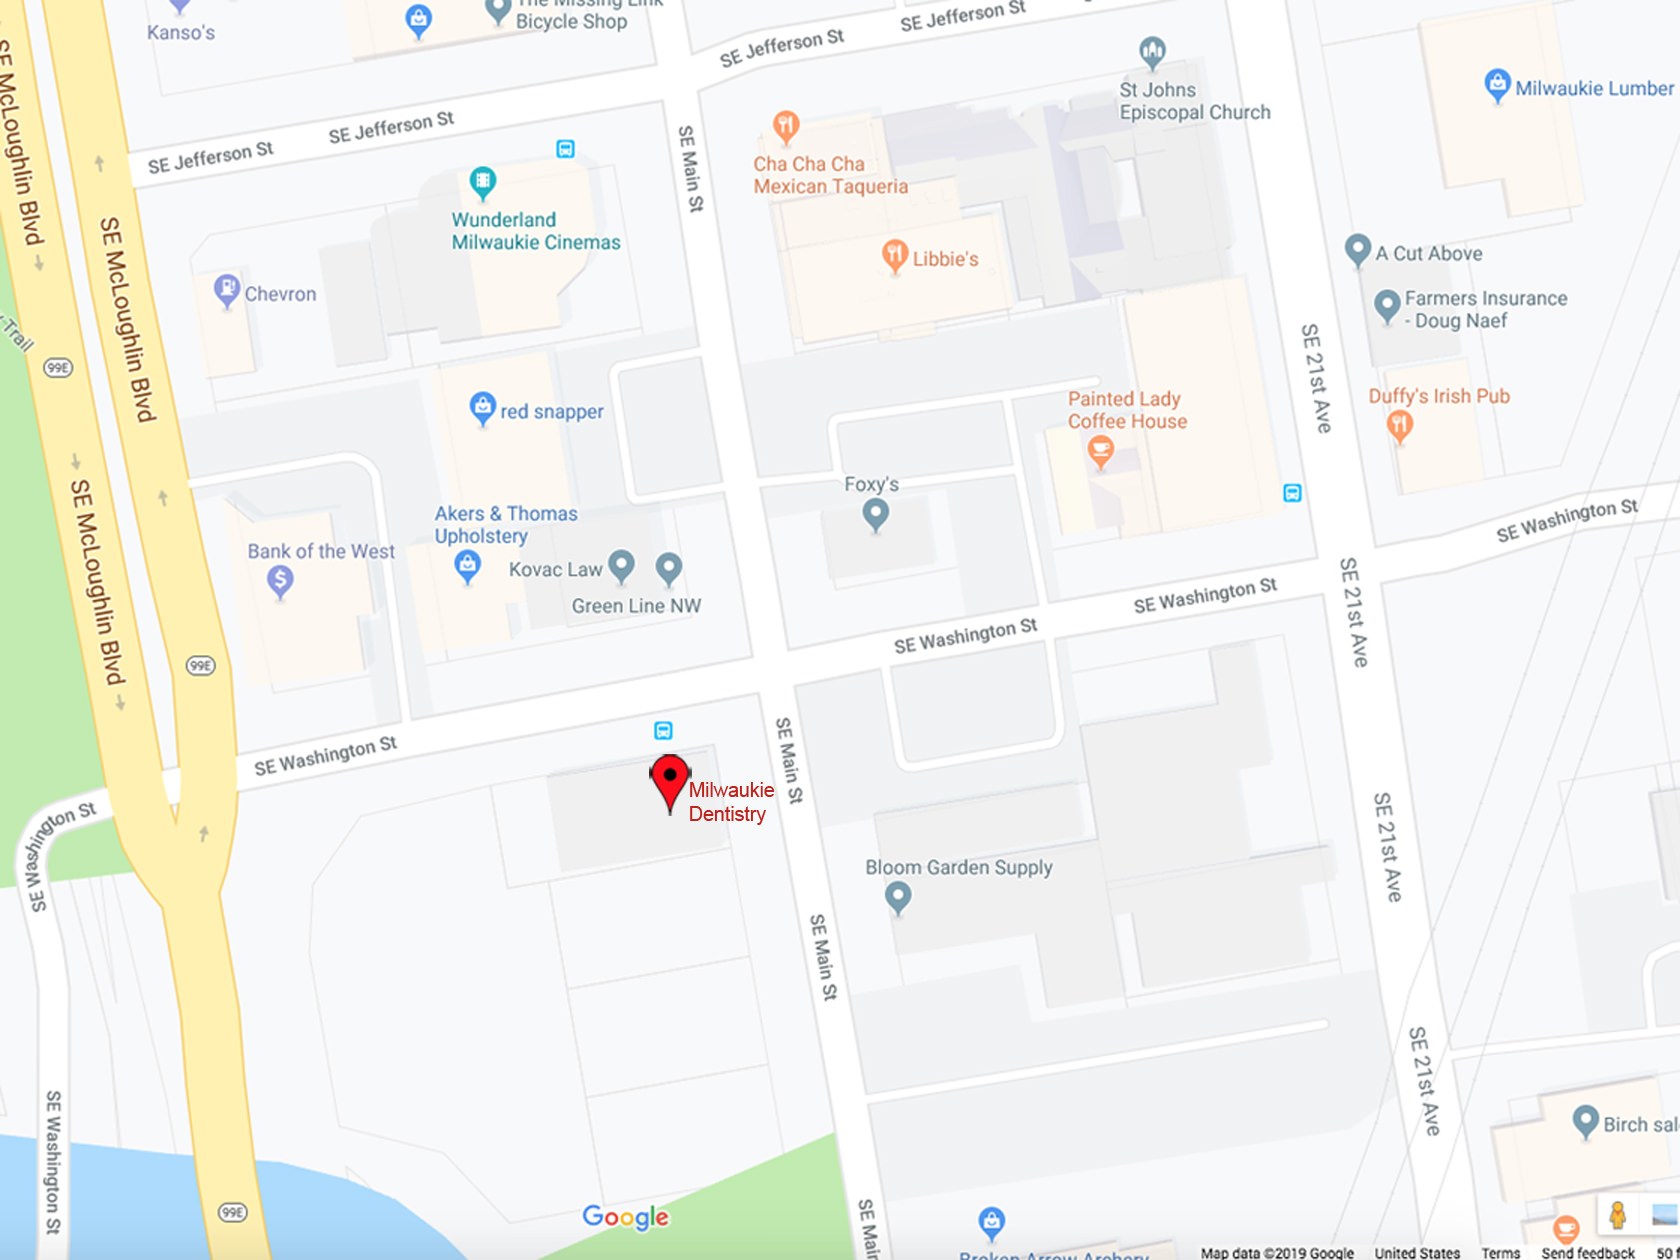 Kanso's
The Missing Link
Bicycle Shop
SE Jefferson St
SE Jefferson St
SE Jefferson St
SE Jefferson St
St Johns
Episcopal Church
Milwaukie Lumber
SE McLoughlin Blvd
SE McLoughlin Blvd
SE Main St
Cha Cha Cha
Mexican Taqueria
Wunderland
Milwaukie Cinemas
Libbie's
A Cut Above
Chevron
Farmers Insurance
- Doug Naef
Trail
99E
SE 21st Ave
Duffy's Irish Pub
red snapper
Painted Lady
Coffee House
Foxy's
SE McLoughlin Blvd
Akers & Thomas
Upholstery
Bank of the West
Kovac Law
Green Line NW
SE Washington St
SE Washington St
SE Washington St
SE 21st Ave
99E
SE Washington St
SE Main St
Milwaukie
Dentistry
SE Washington St
SE 21st Ave
Bloom Garden Supply
SE Main St
SE 21st Ave
SE Washington St
Birch sal
99E
Google
SE Main
Broken Arrow Archery
Map data ©2019 Google United States Terms Send feedback 50